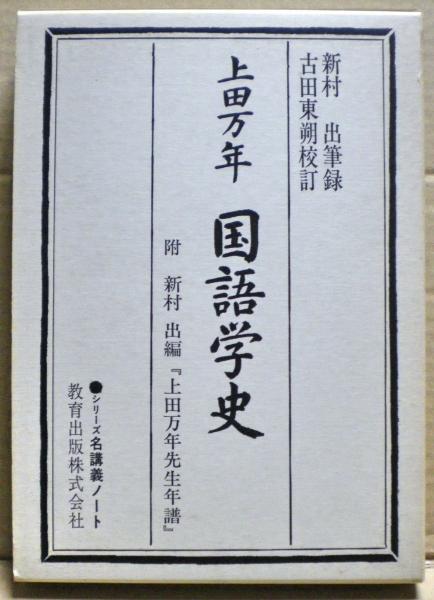 新村　出筆録
古田東朔校訂
上田万年　国語学史
附　新村　出編『上田万年先生年譜』
●シリーズ名講義ノート
教育出版株式会社